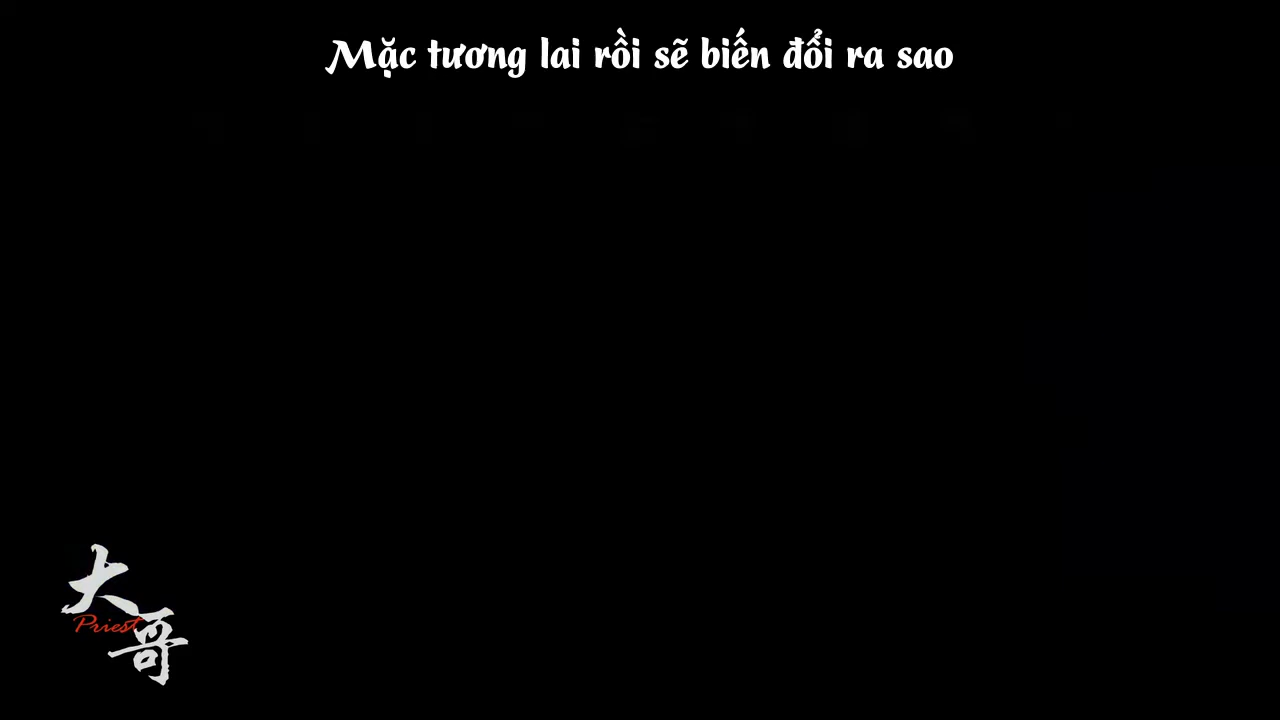 Mặc tương lai rồi sẽ biến đổi ra sao
大哥
Priest